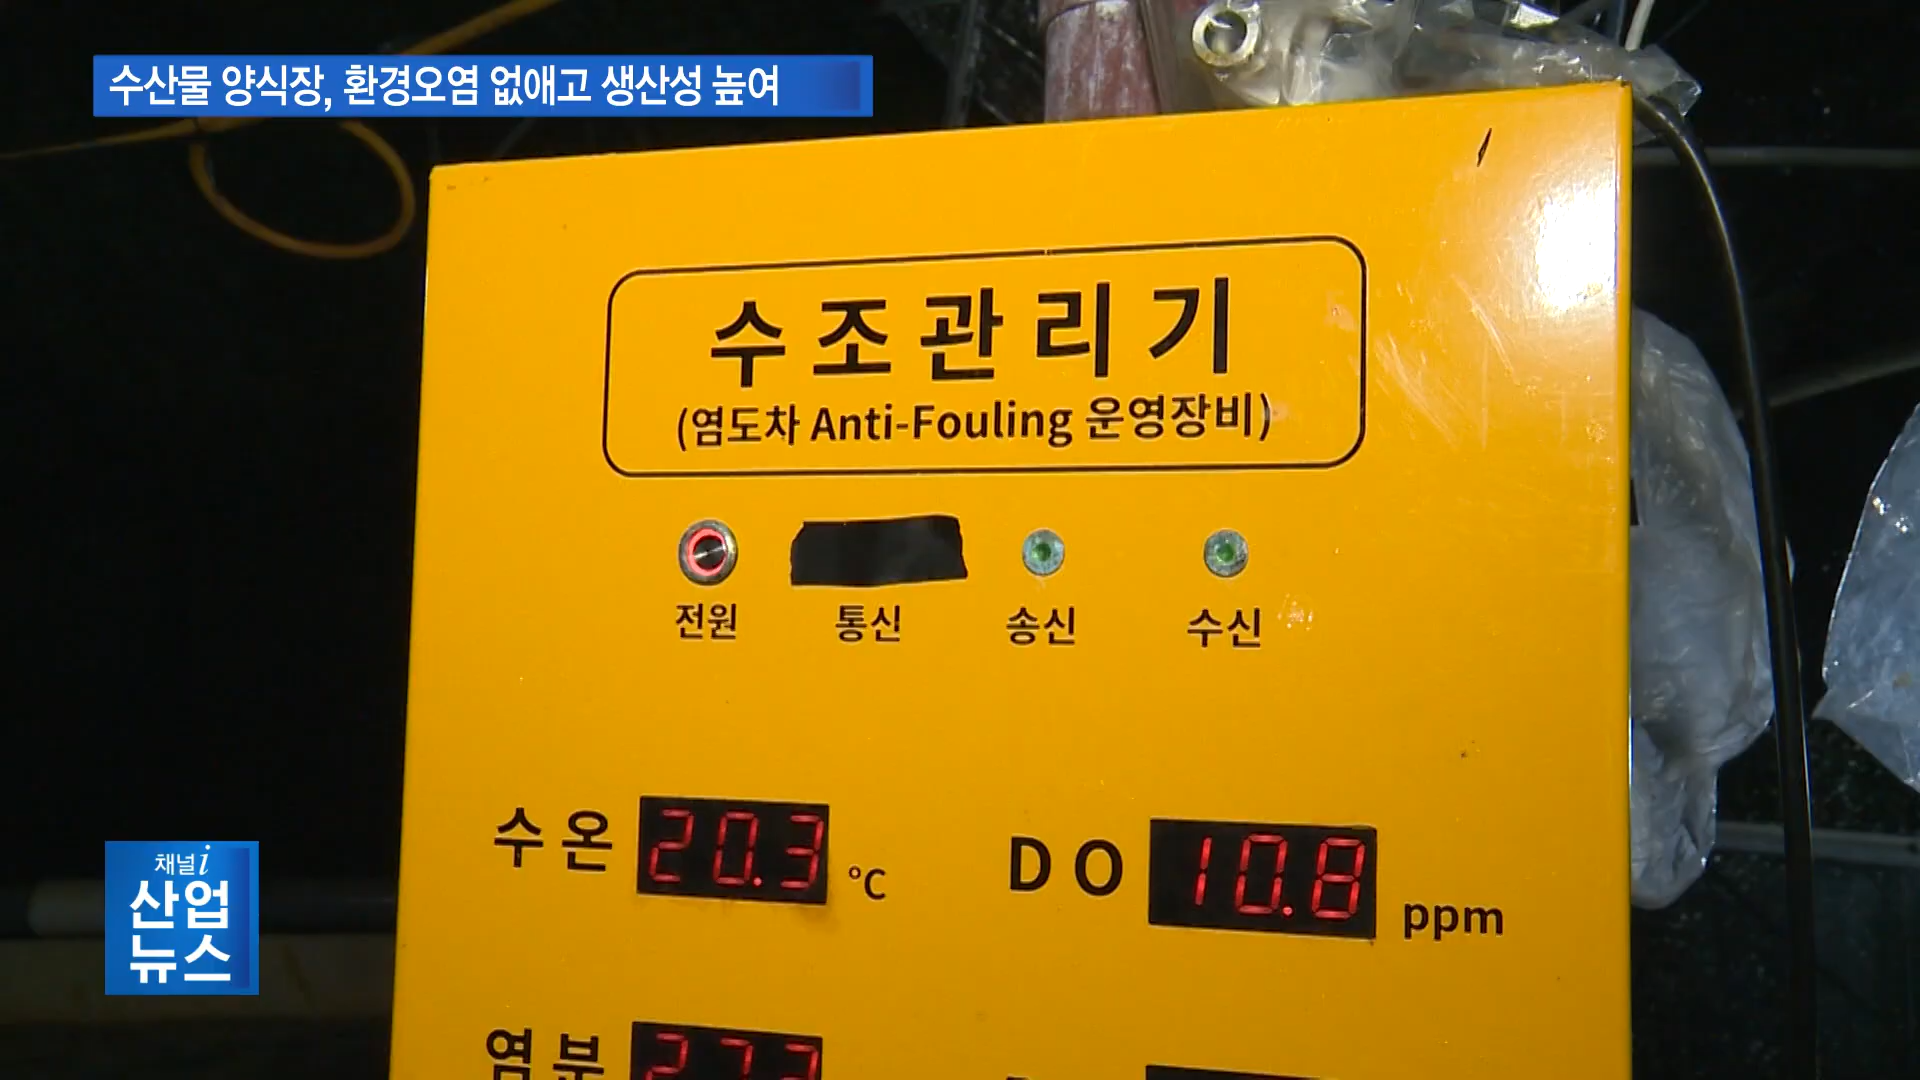 수산물 양식장, 환경오염 없애고 생산성 높여
수조관리기
(염도차 Anti-Fouling 운영장비)
전원 통신 송신 수신
수온 20.3 ℃ DO 10.8 ppm
염분
채널i
산업
뉴스